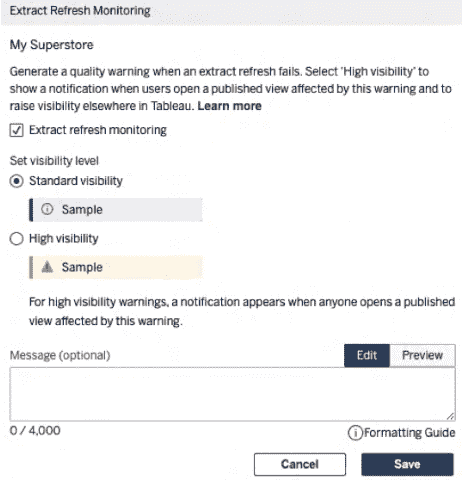 Extract Refresh Monitoring
My Superstore
Generate a quality warning when an extract refresh fails. Select 'High visibility' to
show a notification when users open a published view affected by this warning and to
raise visibility elsewhere in Tableau. Learn more
Extract refresh monitoring
Set visibility level
Standard visibility
Sample
High visibility
Sample
For high visibility warnings, a notification appears when anyone opens a published
view affected by this warning.
Message (optional) Edit Preview
0 / 4,000 Formatting Guide
Cancel Save